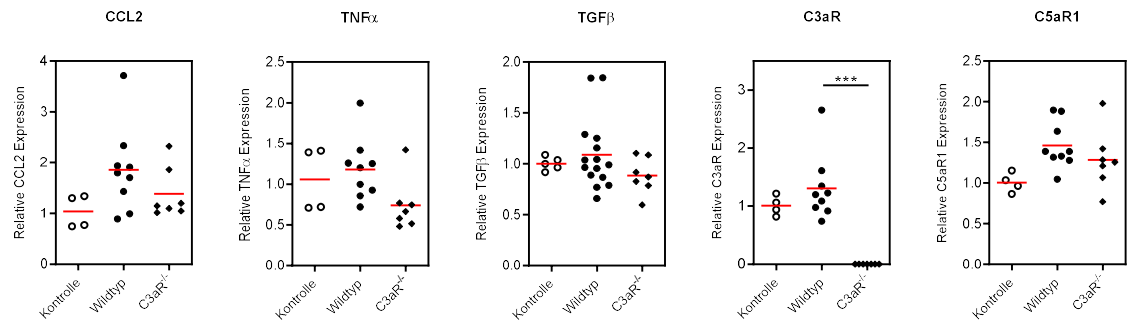 CCL2
TNFα
TGFβ
C3aR
C5aR1
Relative CCL2 Expression
4
3
2
1
0
Kontrolle
Wildtyp
C3aR-/-
Relative TNFα Expression
2.5
2.0
1.5
1.0
0.5
0.0
Kontrolle
Wildtyp
C3aR-/-
Relative TGFβ Expression
2.0
1.5
1.0
0.5
0.0
Kontrolle
Wildtyp
C3aR-/-
Relative C3aR Expression
3
2
1
0
***
Kontrolle
Wildtyp
C3aR-/-
Relative C5aR1 Expression
2.5
2.0
1.5
1.0
0.5
0.0
Kontrolle
Wildtyp
C3aR-/-